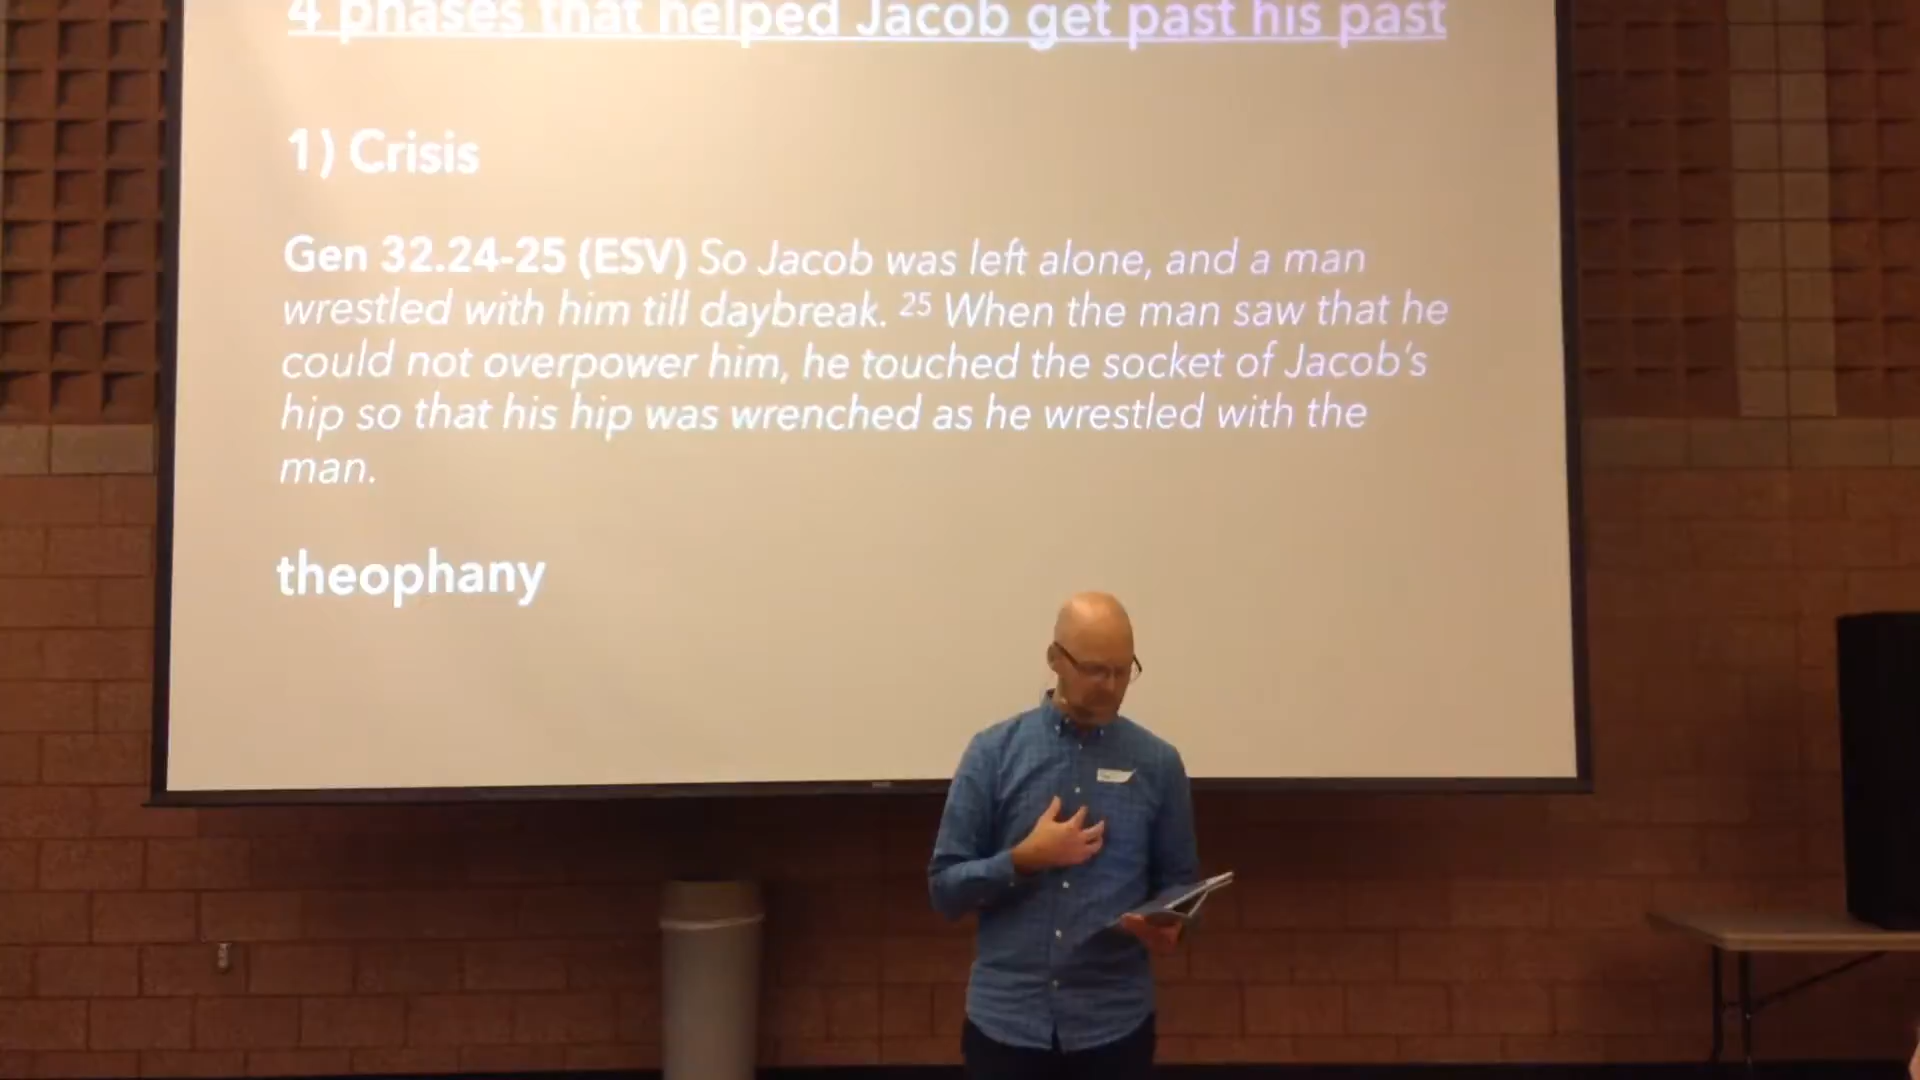 4 phases that helped Jacob get past his past
1) Crisis
Gen 32.24-25 (ESV) So Jacob was left alone, and a man
wrestled with him till daybreak. 25 When the man saw that he
could not overpower him, he touched the socket of Jacob's
hip so that his hip was wrenched as he wrestled with the
man.
theophany